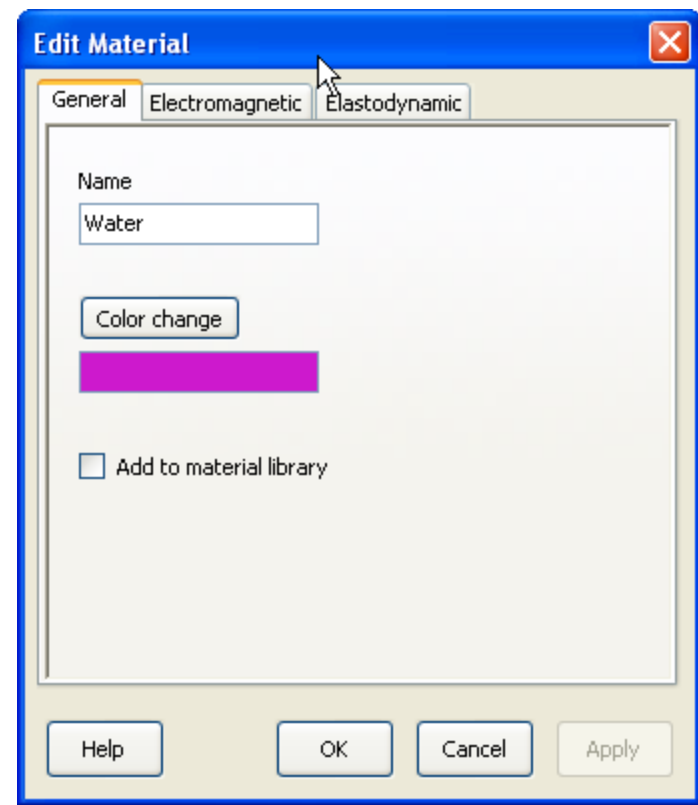 Edit Material
General Electromagnetic Elastodynamic
Name
Water
Color change
Add to material library
Help OK Cancel Apply